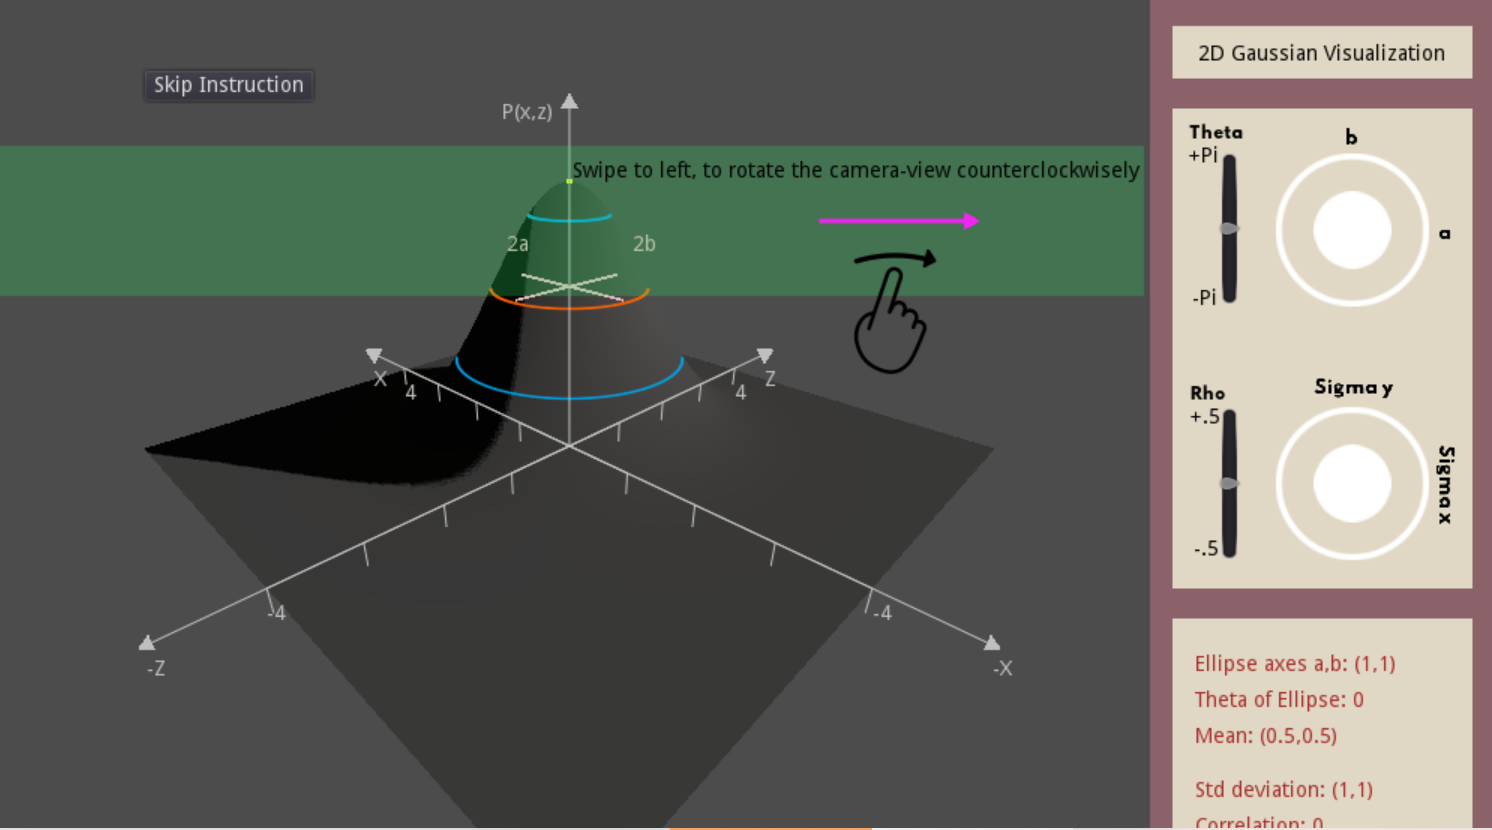 Skip Instruction
P(x,z)
Swipe to left, to rotate the camera-view counterclockwisely
2a
2b
X
4
4
Z
-4
-4
-Z
-X
2D Gaussian Visualization
Theta
+Pi
-Pi
b
a
Rho
+.5
-.5
Sigma y
Sigma x
Ellipse axes a,b: (1,1)
Theta of Ellipse: 0
Mean: (0.5,0.5)
Std deviation: (1,1)
Correlation: 0